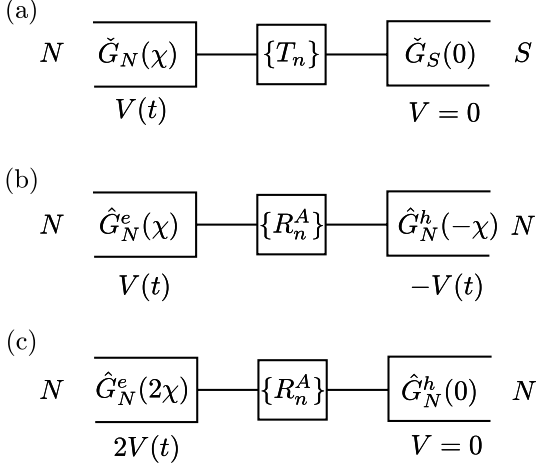 (a)
N Ǧ_N(χ) {T_n} Ǧ_S(0) S
V(t) V = 0
(b)
N Ĝ^e_N(χ) {R^A_n} Ĝ^h_N(−χ) N
V(t) −V(t)
(c)
N Ĝ^e_N(2χ) {R^A_n} Ĝ^h_N(0) N
2V(t) V = 0